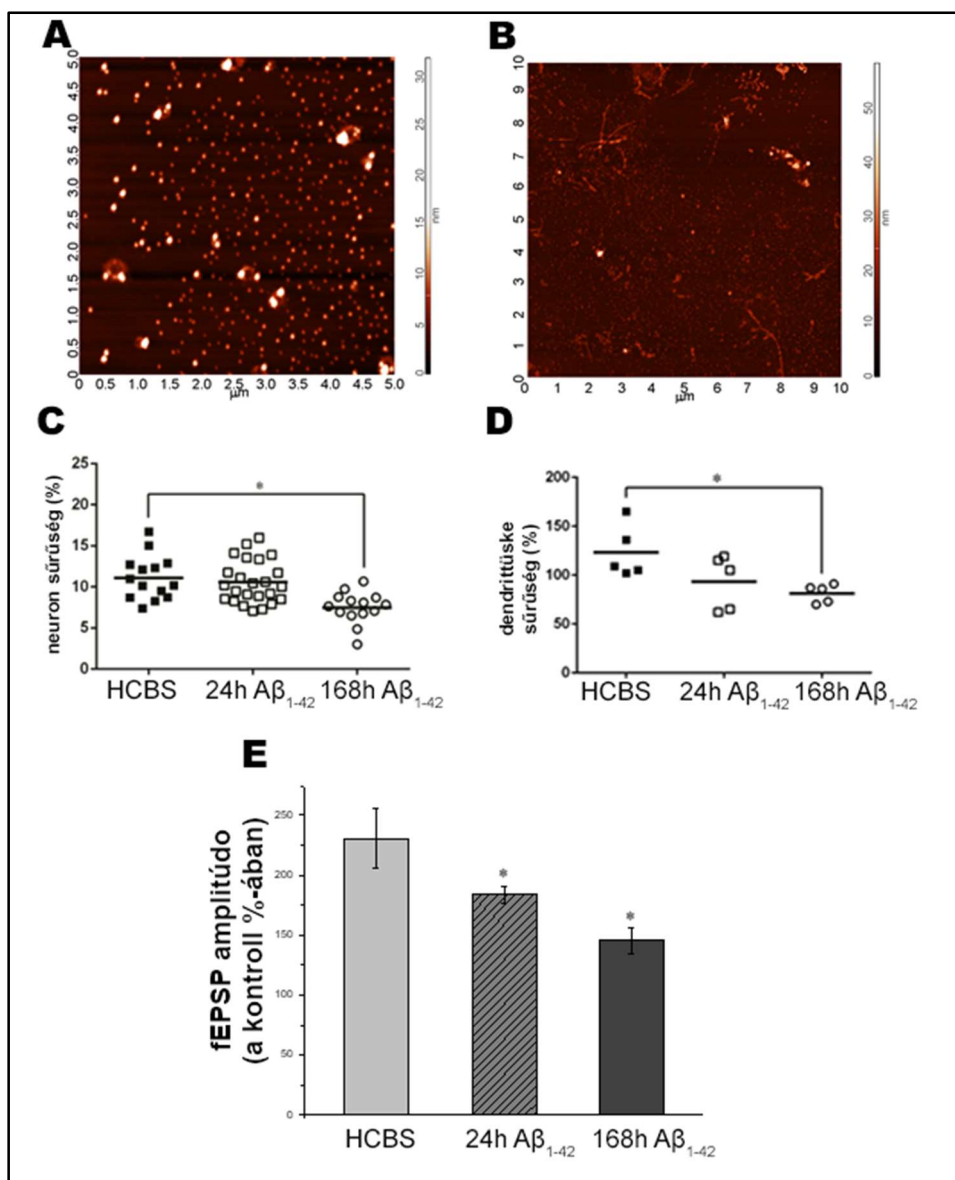 A
5.0
4.5
4.0
3.5
3.0
2.5
2.0
1.5
1.0
0.5
0
0 0.5 1.0 1.5 2.0 2.5 3.0 3.5 4.0 4.5 5.0
µm
30
25
20
15
10
5
0
nm
B
10
9
8
7
6
5
4
3
2
1
0
0 1 2 3 4 5 6 7 8 9 10
µm
50
40
30
20
10
0
nm
C
neuron sűrűség (%)
25
20
15
10
5
0
*
HCBS 24h Aβ1-42 168h Aβ1-42
D
dendrittüske
sűrűség (%)
200
150
100
50
0
*
HCBS 24h Aβ1-42 168h Aβ1-42
E
fEPSP amplitúdo
(a kontroll %-ában)
250
200
150
100
50
0
*
*
HCBS 24h Aβ1-42 168h Aβ1-42